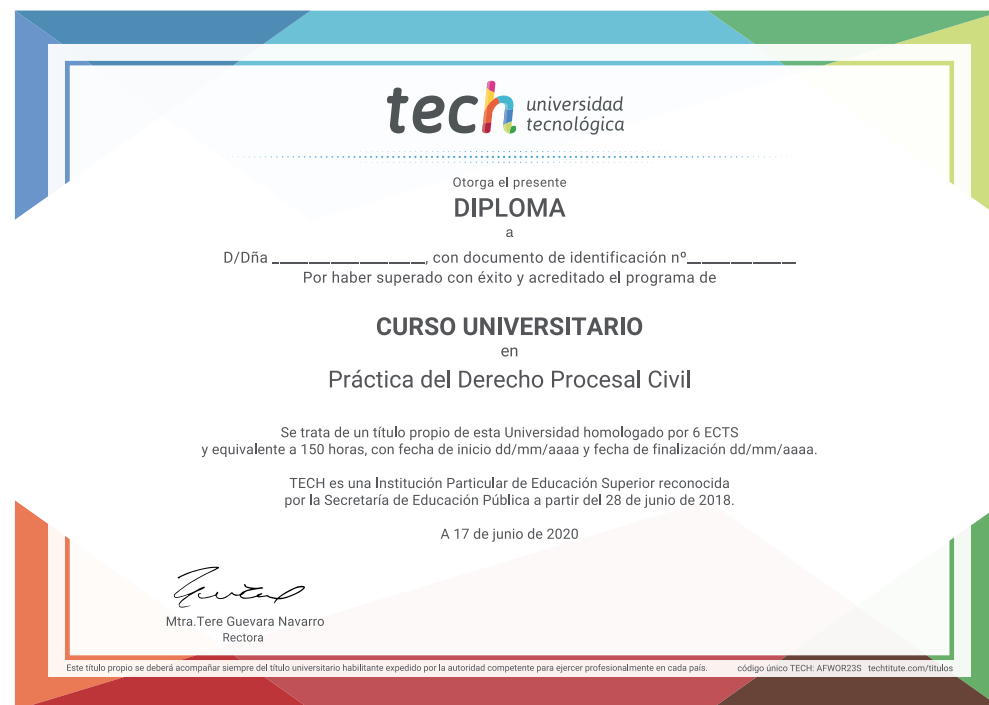 tech universidad
tecnológica
Otorga el presente
DIPLOMA
a
D/Dña ____________________, con documento de identificación nº______________
Por haber superado con éxito y acreditado el programa de
CURSO UNIVERSITARIO
en
Práctica del Derecho Procesal Civil
Se trata de un título propio de esta Universidad homologado por 6 ECTS
y equivalente a 150 horas, con fecha de inicio dd/mm/aaaa y fecha de finalización dd/mm/aaaa.
TECH es una Institución Particular de Educación Superior reconocida
por la Secretaría de Educación Pública a partir del 28 de junio de 2018.
A 17 de junio de 2020
Mtra.Tere Guevara Navarro
Rectora
Este título propio se deberá acompañar siempre del título universitario habilitante expedido por la autoridad competente para ejercer profesionalmente en cada país. código único TECH: AFWOR23S techtitute.com/titulos